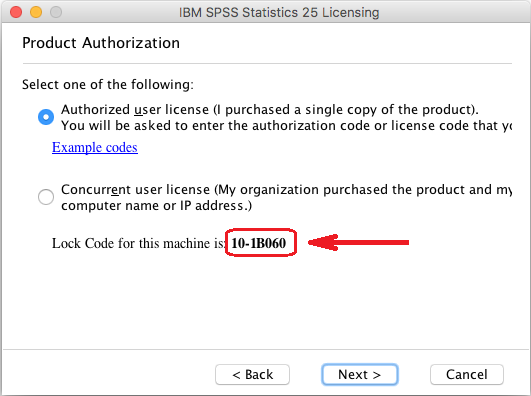 IBM SPSS Statistics 25 Licensing
Product Authorization
Select one of the following:
Authorized user license (I purchased a single copy of the product).
You will be asked to enter the authorization code or license code that
Example codes
Concurrent user license (My organization purchased the product and my
computer name or IP address.)
Lock Code for this machine is: 10-1B060
< Back
Next >
Cancel